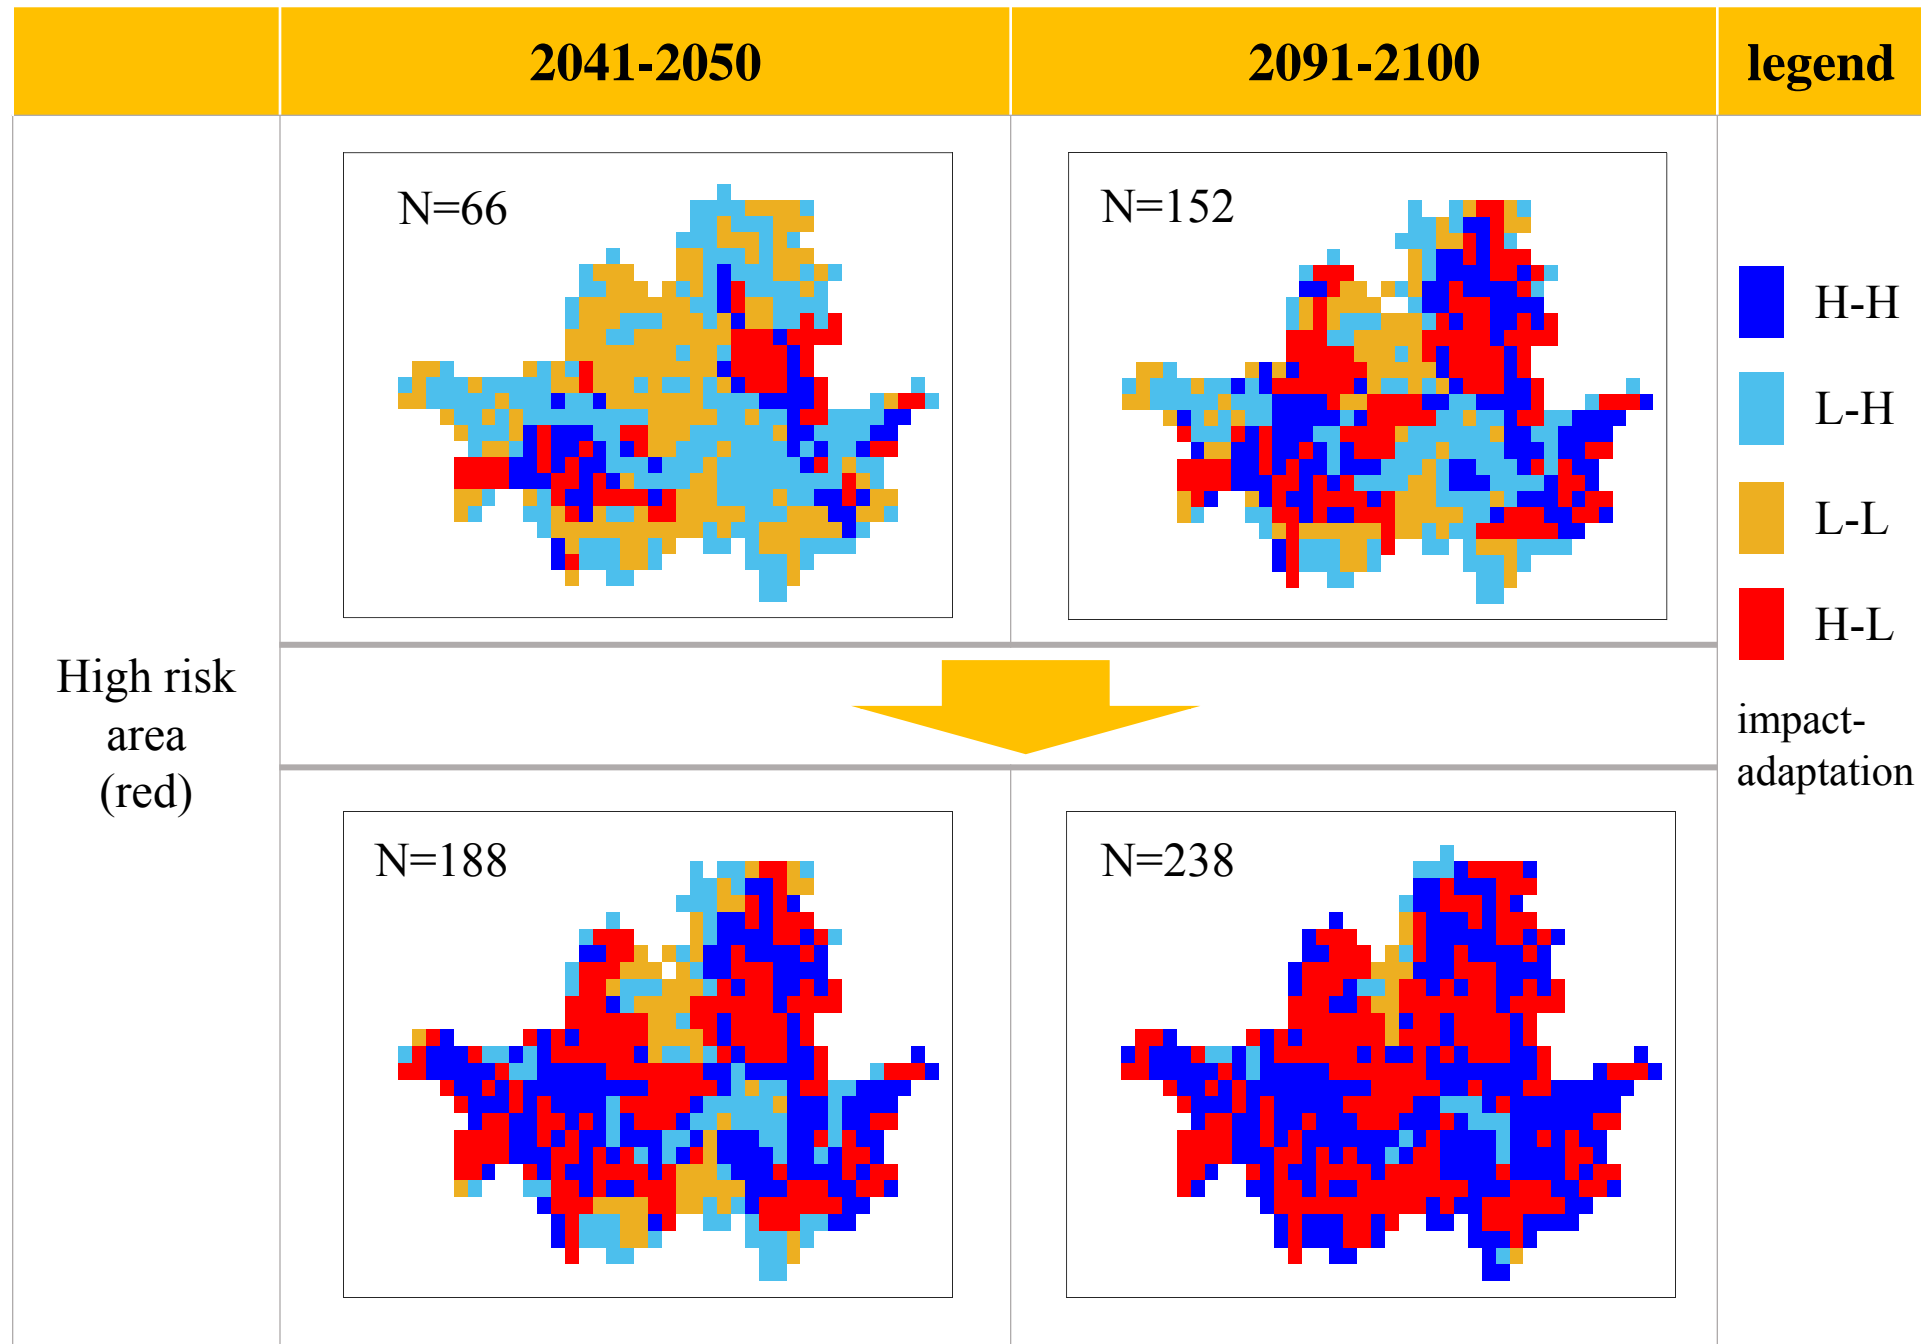 2041-2050
2091-2100
legend
N=66
N=152
H-H
L-H
L-L
H-L
impact-
adaptation
High risk
area
(red)
N=188
N=238